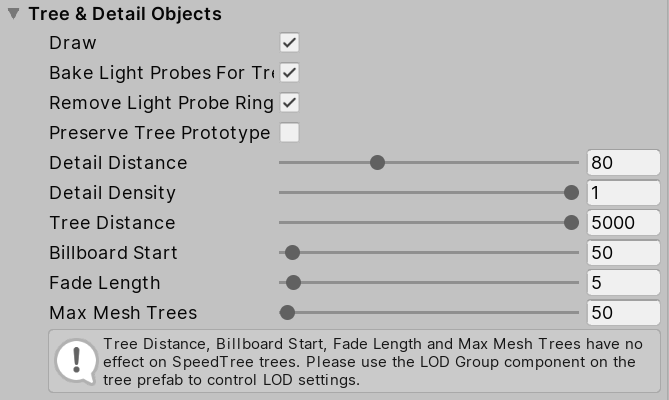 Tree & Detail Objects
Draw
Bake Light Probes For Tre
Remove Light Probe Ring
Preserve Tree Prototype
Detail Distance 80
Detail Density 1
Tree Distance 5000
Billboard Start 50
Fade Length 5
Max Mesh Trees 50
Tree Distance, Billboard Start, Fade Length and Max Mesh Trees have no
effect on SpeedTree trees. Please use the LOD Group component on the
tree prefab to control LOD settings.